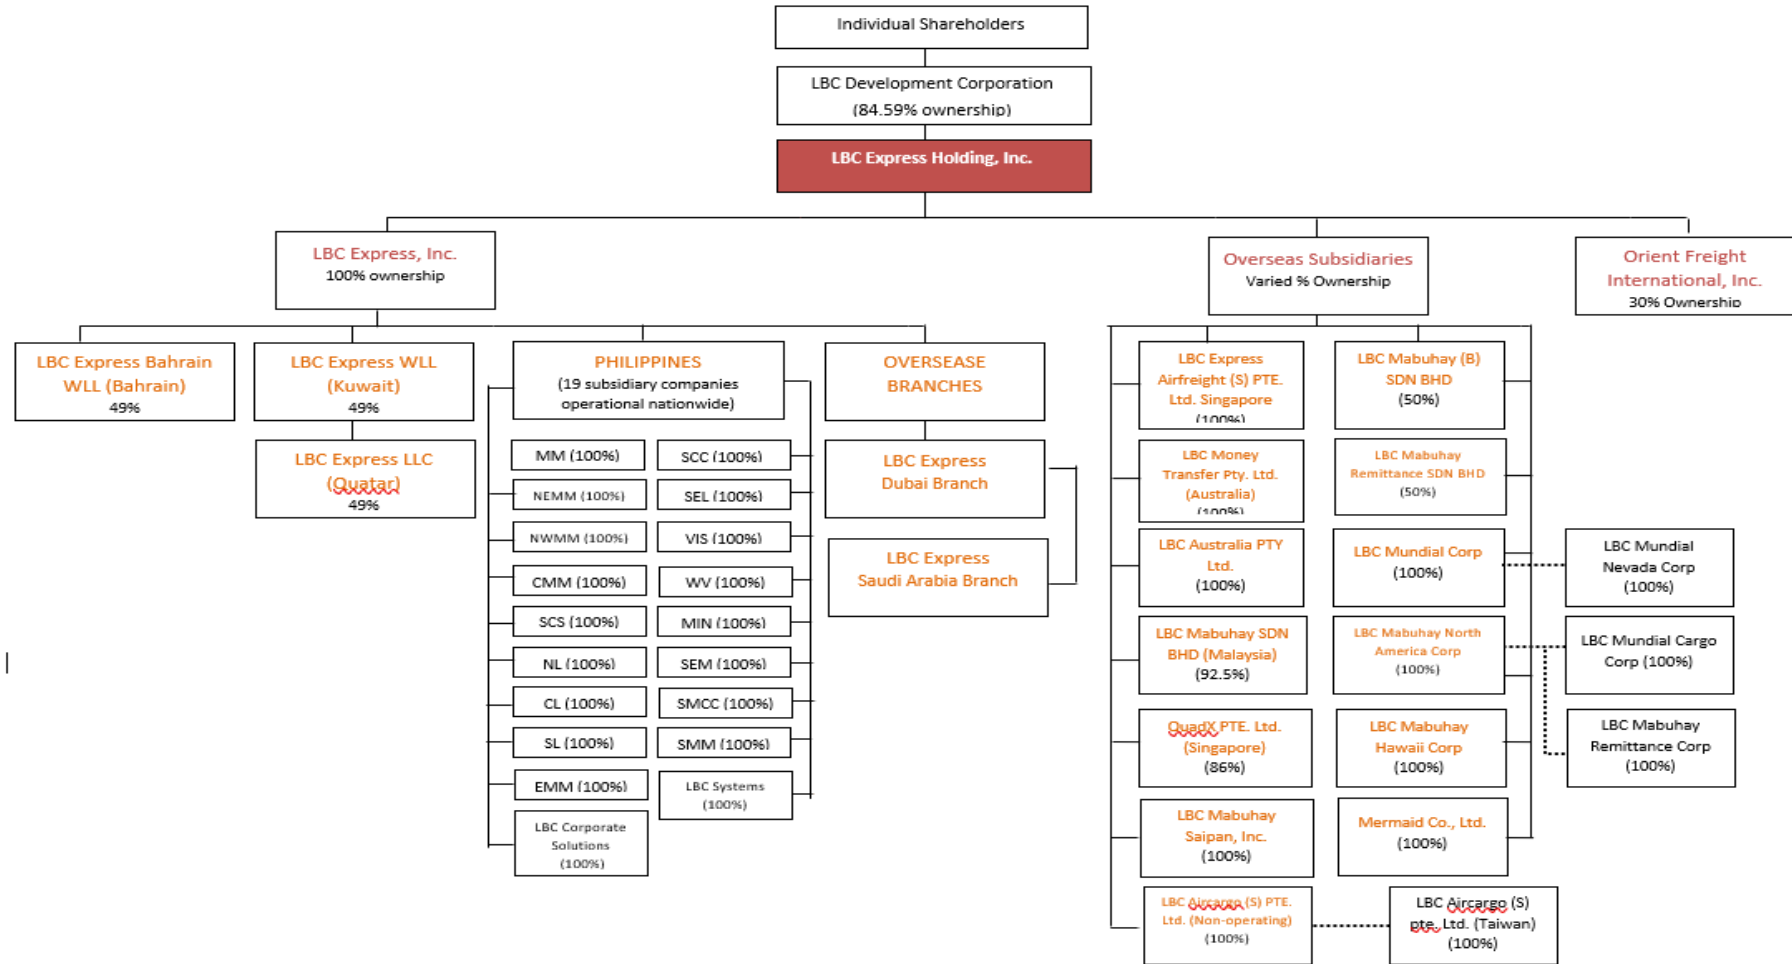 Individual Shareholders
LBC Development Corporation
(84.59% ownership)
LBC Express Holding, Inc.
LBC Express, Inc.
100% ownership
Overseas Subsidiaries
Varied % Ownership
Orient Freight
International, Inc.
30% Ownership
LBC Express Bahrain
WLL (Bahrain)
49%
LBC Express WLL
(Kuwait)
49%
LBC Express LLC
(Quatar)
49%
PHILIPPINES
(19 subsidiary companies
operational nationwide)
MM (100%)
NEMM (100%)
NWMM (100%)
CMM (100%)
SCS (100%)
NL (100%)
CL (100%)
SL (100%)
EMM (100%)
LBC Corporate
Solutions
(100%)
SCC (100%)
SEL (100%)
VIS (100%)
WV (100%)
MIN (100%)
SEM (100%)
SMCC (100%)
SMM (100%)
LBC Systems
(100%)
OVERSEASE
BRANCHES
LBC Express
Dubai Branch
LBC Express
Saudi Arabia Branch
LBC Express
Airfreight (S) PTE.
Ltd. Singapore
(100%)
LBC Money
Transfer Pty. Ltd.
(Australia)
(100%)
LBC Australia PTY
Ltd.
(100%)
LBC Mabuhay SDN
BHD (Malaysia)
(92.5%)
QuadX PTE. Ltd.
(Singapore)
(86%)
LBC Mabuhay
Saipan, Inc.
(100%)
LBC Aircargo (S) PTE.
Ltd. (Non-operating)
(100%)
LBC Mabuhay (B)
SDN BHD
(50%)
LBC Mabuhay
Remittance SDN BHD
(50%)
LBC Mundial Corp
(100%)
LBC Mabuhay North
America Corp
(100%)
LBC Mabuhay
Hawaii Corp
(100%)
Mermaid Co., Ltd.
(100%)
LBC Aircargo (S)
pte. Ltd. (Taiwan)
(100%)
LBC Mundial
Nevada Corp
(100%)
LBC Mundial Cargo
Corp (100%)
LBC Mabuhay
Remittance Corp
(100%)